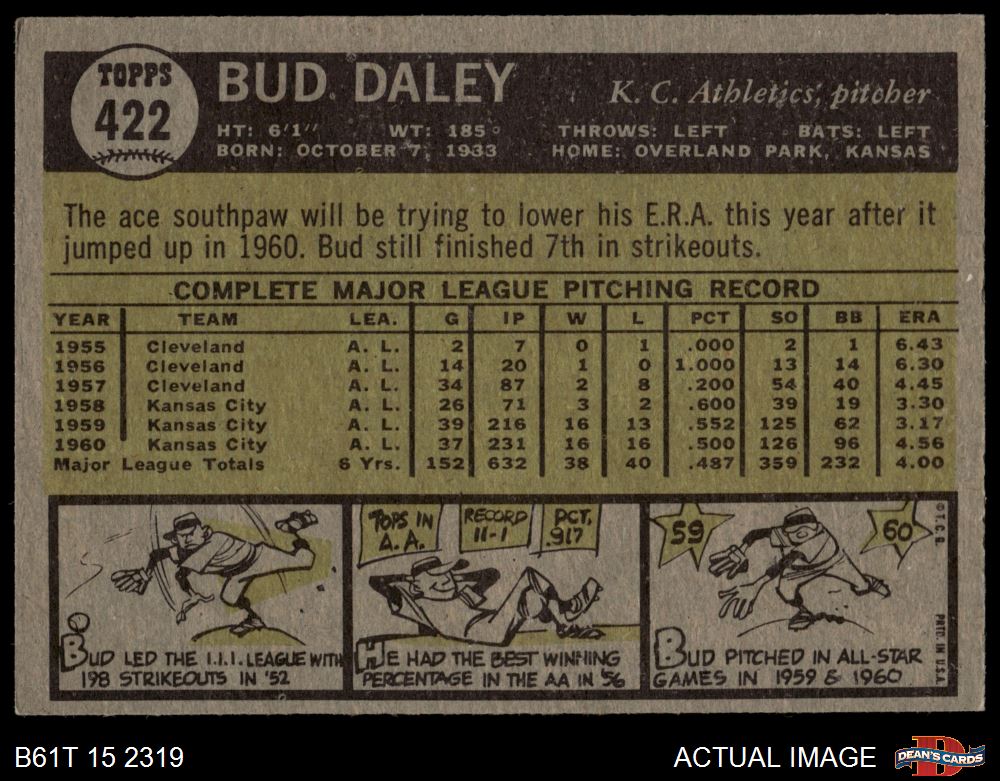 TOPPS
422
BUD DALEY
K. C. Athletics, pitcher
HT: 6'1" WT: 185 THROWS: LEFT BATS: LEFT
BORN: OCTOBER 7, 1933 HOME: OVERLAND PARK, KANSAS
The ace southpaw will be trying to lower his E.R.A. this year after it
jumped up in 1960. Bud still finished 7th in strikeouts.
COMPLETE MAJOR LEAGUE PITCHING RECORD
YEAR TEAM LEA. G IP W L PCT SO BB ERA
1955 Cleveland A. L. 2 7 0 1 .000 2 1 6.43
1956 Cleveland A. L. 14 20 1 0 1.000 13 14 6.30
1957 Cleveland A. L. 34 87 2 8 .200 54 40 4.45
1958 Kansas City A. L. 26 71 3 2 .600 39 19 3.30
1959 Kansas City A. L. 39 216 16 13 .552 125 62 3.17
1960 Kansas City A. L. 37 231 16 16 .500 126 96 4.56
Major League Totals 6 Yrs. 152 632 38 40 .487 359 232 4.00
BUD LED THE I.I.I. LEAGUE WITH
198 STRIKEOUTS IN '52
TOPS IN
A.A.
RECORD
11-1
PCT.
.917
HE HAD THE BEST WINNING
PERCENTAGE IN THE AA IN '56
59
60
BUD PITCHED IN ALL-STAR
GAMES IN 1959 & 1960
© T.C.G.
PRTD. IN U.S.A.
B61T 15 2319
ACTUAL IMAGE
D
DEAN'S CARDS